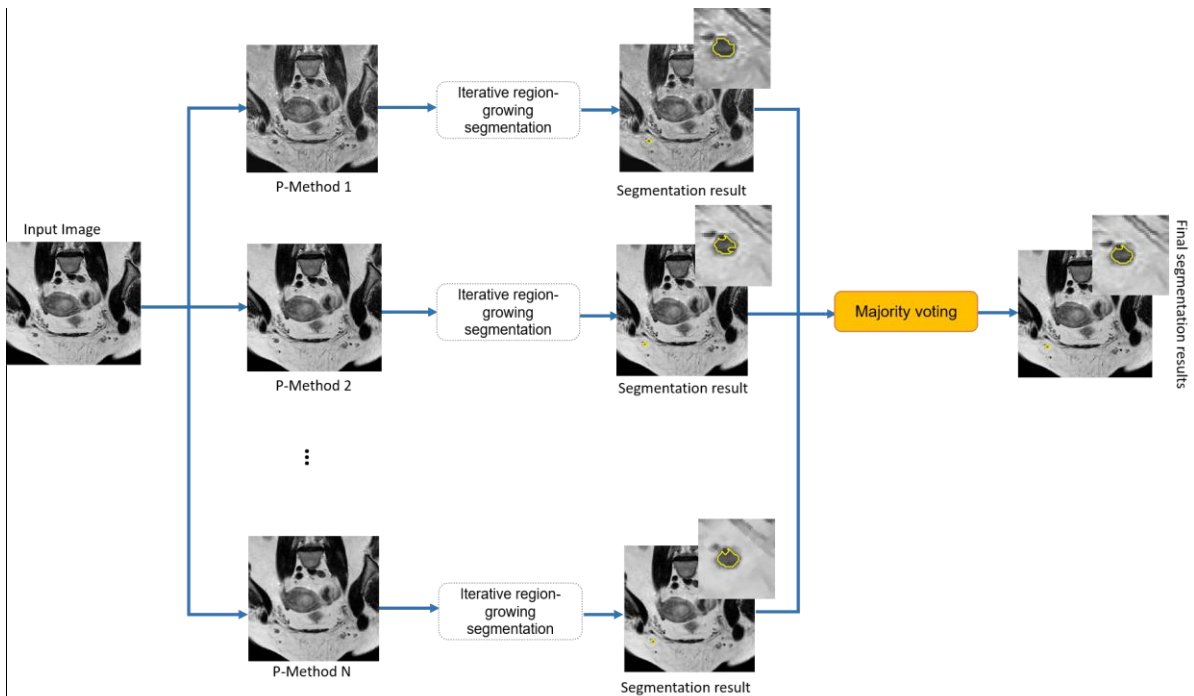 Input Image
P-Method 1
Iterative region-
growing
segmentation
Segmentation result
P-Method 2
Iterative region-
growing
segmentation
Segmentation result
...
P-Method N
Iterative region-
growing
segmentation
Segmentation result
Majority voting
Final segmentation
results